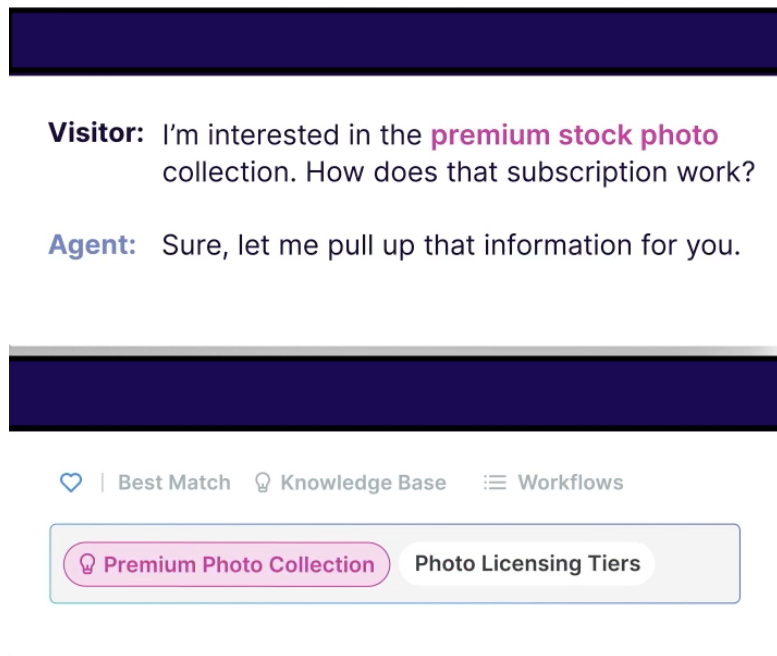 Visitor: I'm interested in the premium stock photo
collection. How does that subscription work?
Agent: Sure, let me pull up that information for you.
Best Match Knowledge Base Workflows
Premium Photo Collection Photo Licensing Tiers